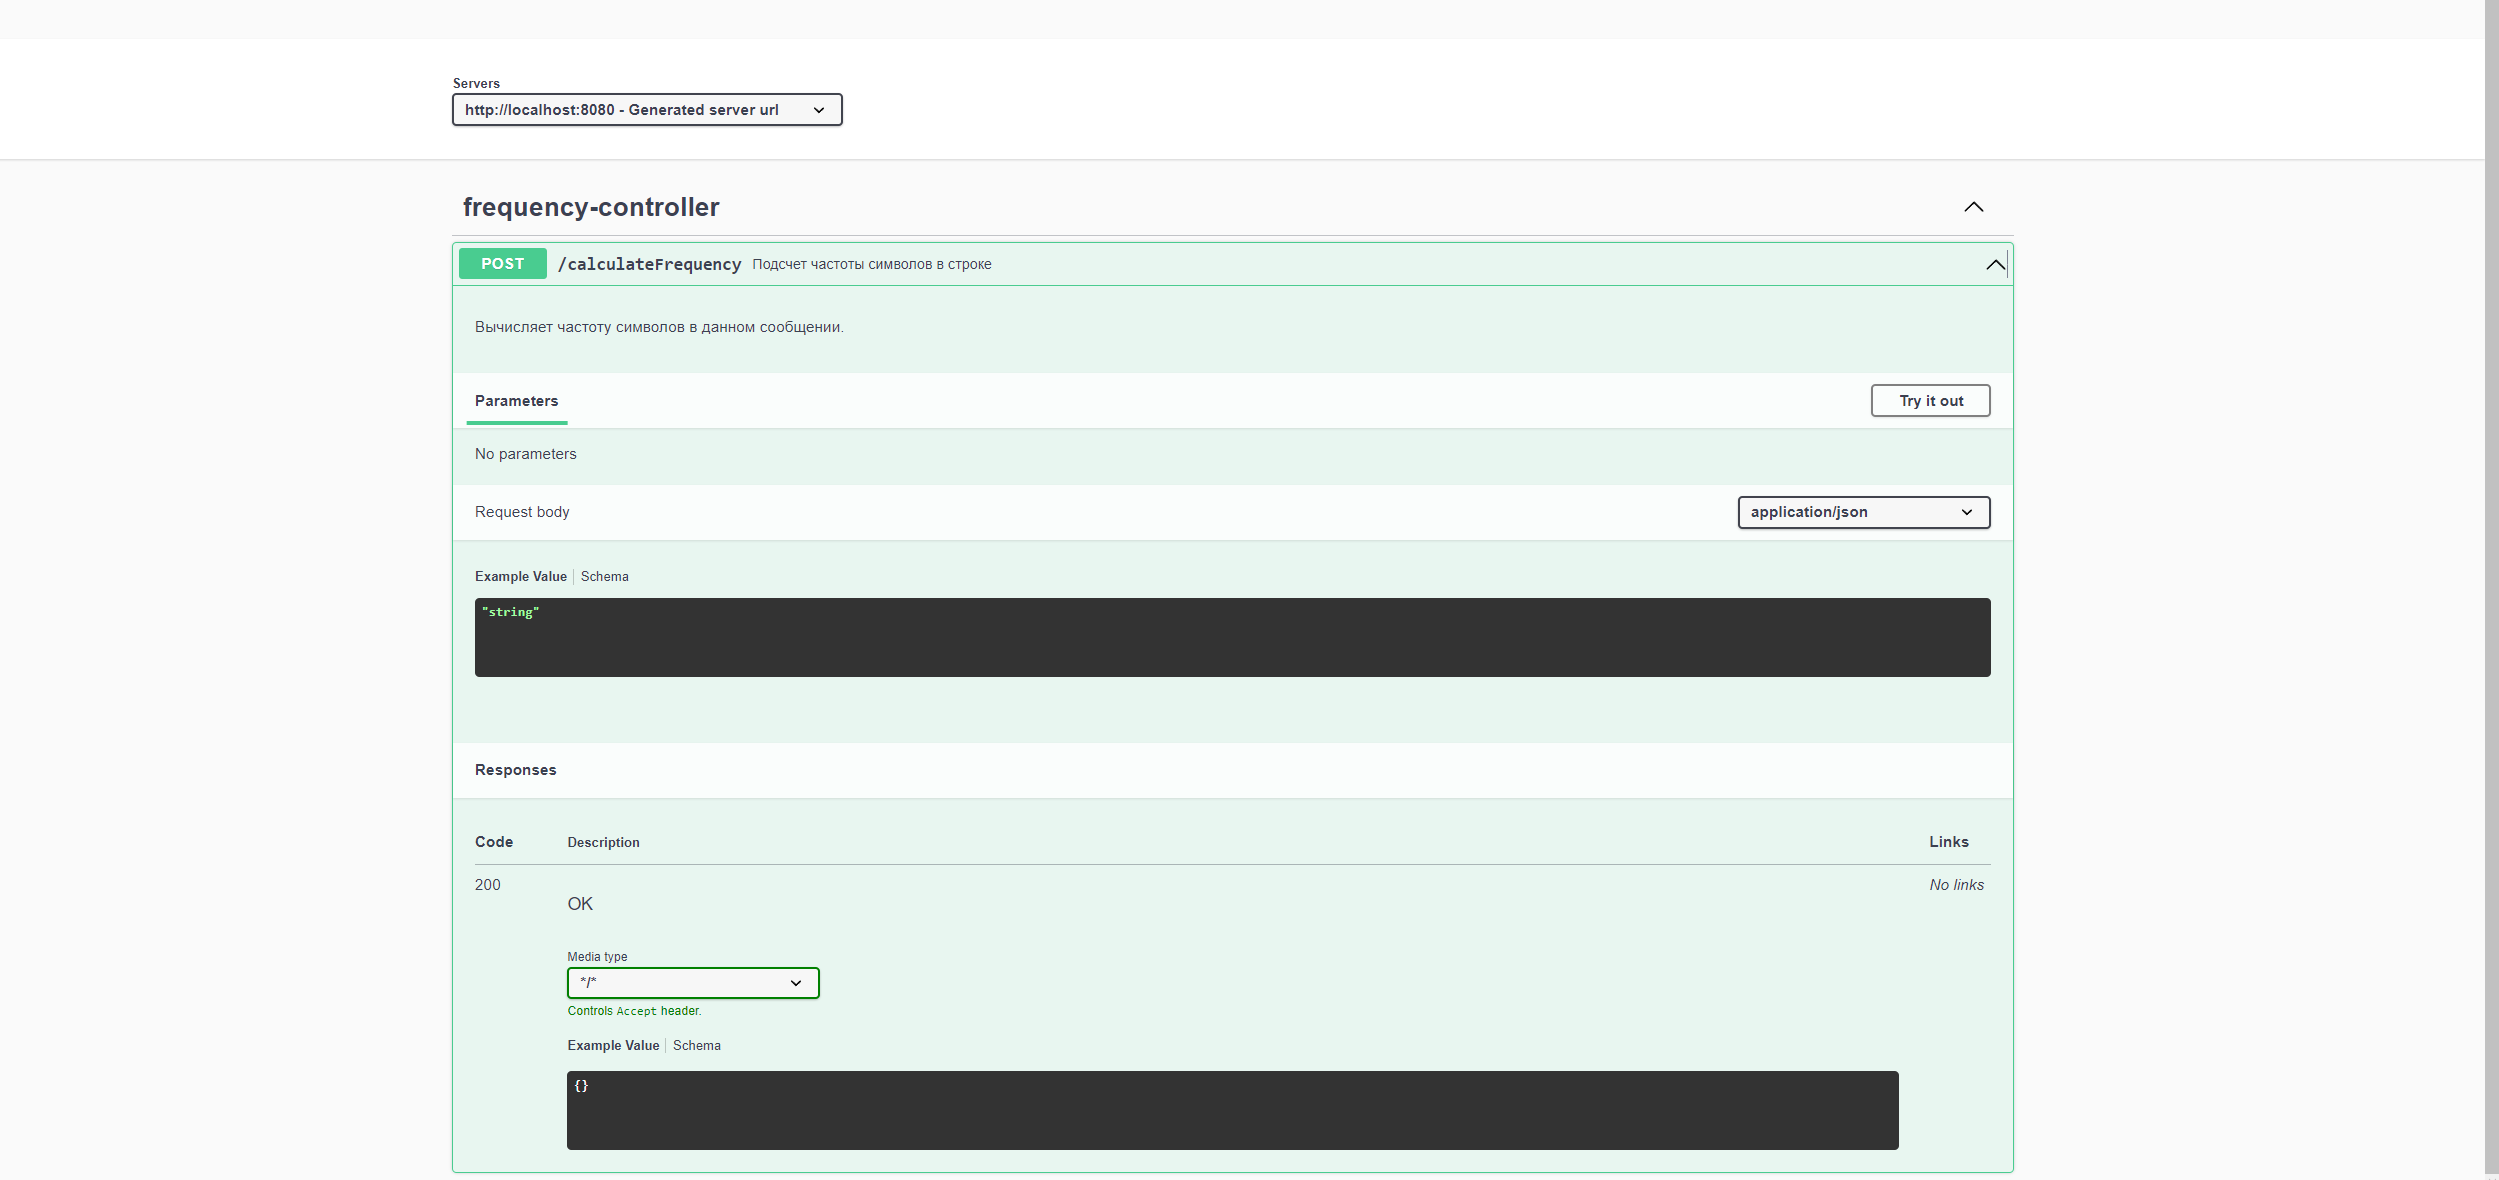 Servers
http://localhost:8080 - Generated server url
frequency-controller
POST /calculateFrequency Подсчет частоты символов в строке
Вычисляет частоту символов в данном сообщении.
Parameters Try it out
No parameters
Request body application/json
Example Value Schema
"string"
Responses
Code Description Links
200 No links
OK
Media type
*/*
Controls Accept header.
Example Value Schema
{}